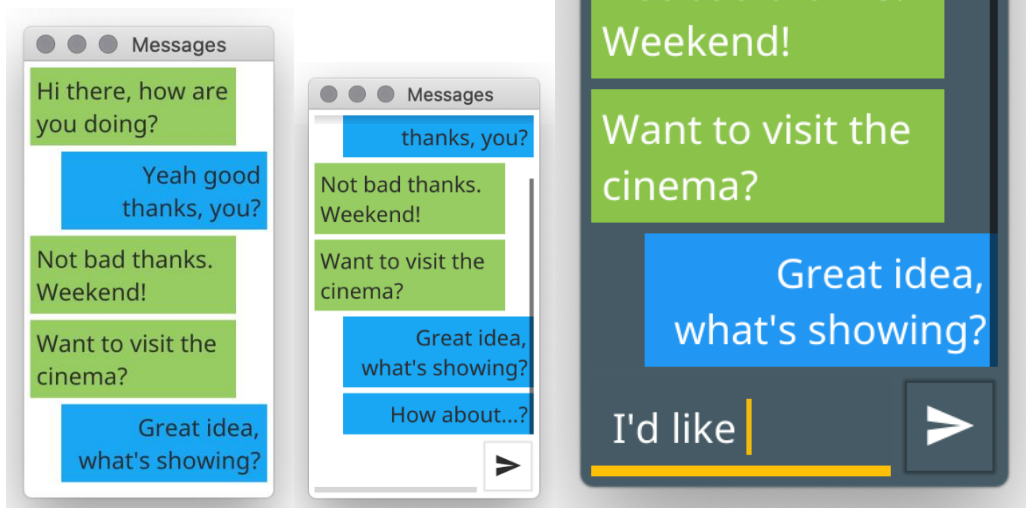 Messages
Hi there, how are
you doing?
Yeah good
thanks, you?
Not bad thanks.
Weekend!
Want to visit the
cinema?
Great idea,
what's showing?
Messages
thanks, you?
Not bad thanks.
Weekend!
Want to visit the
cinema?
Great idea,
what's showing?
How about...?
Weekend!
Want to visit the
cinema?
Great idea,
what's showing?
I'd like